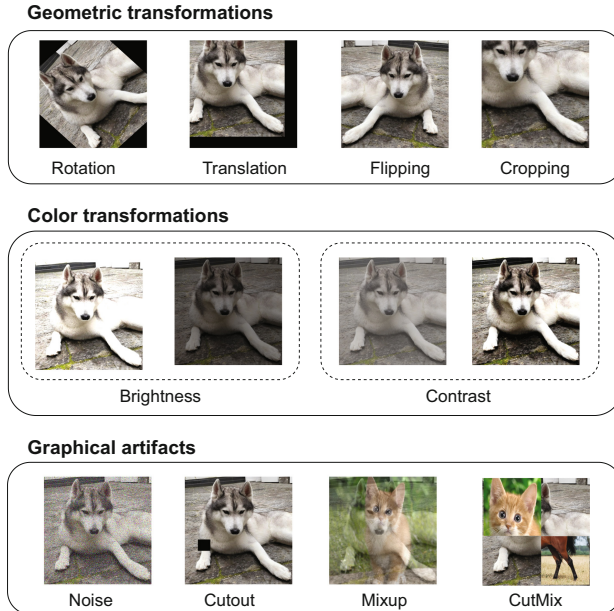 Geometric transformations
Rotation Translation Flipping Cropping
Color transformations
Brightness Contrast
Graphical artifacts
Noise Cutout Mixup CutMix